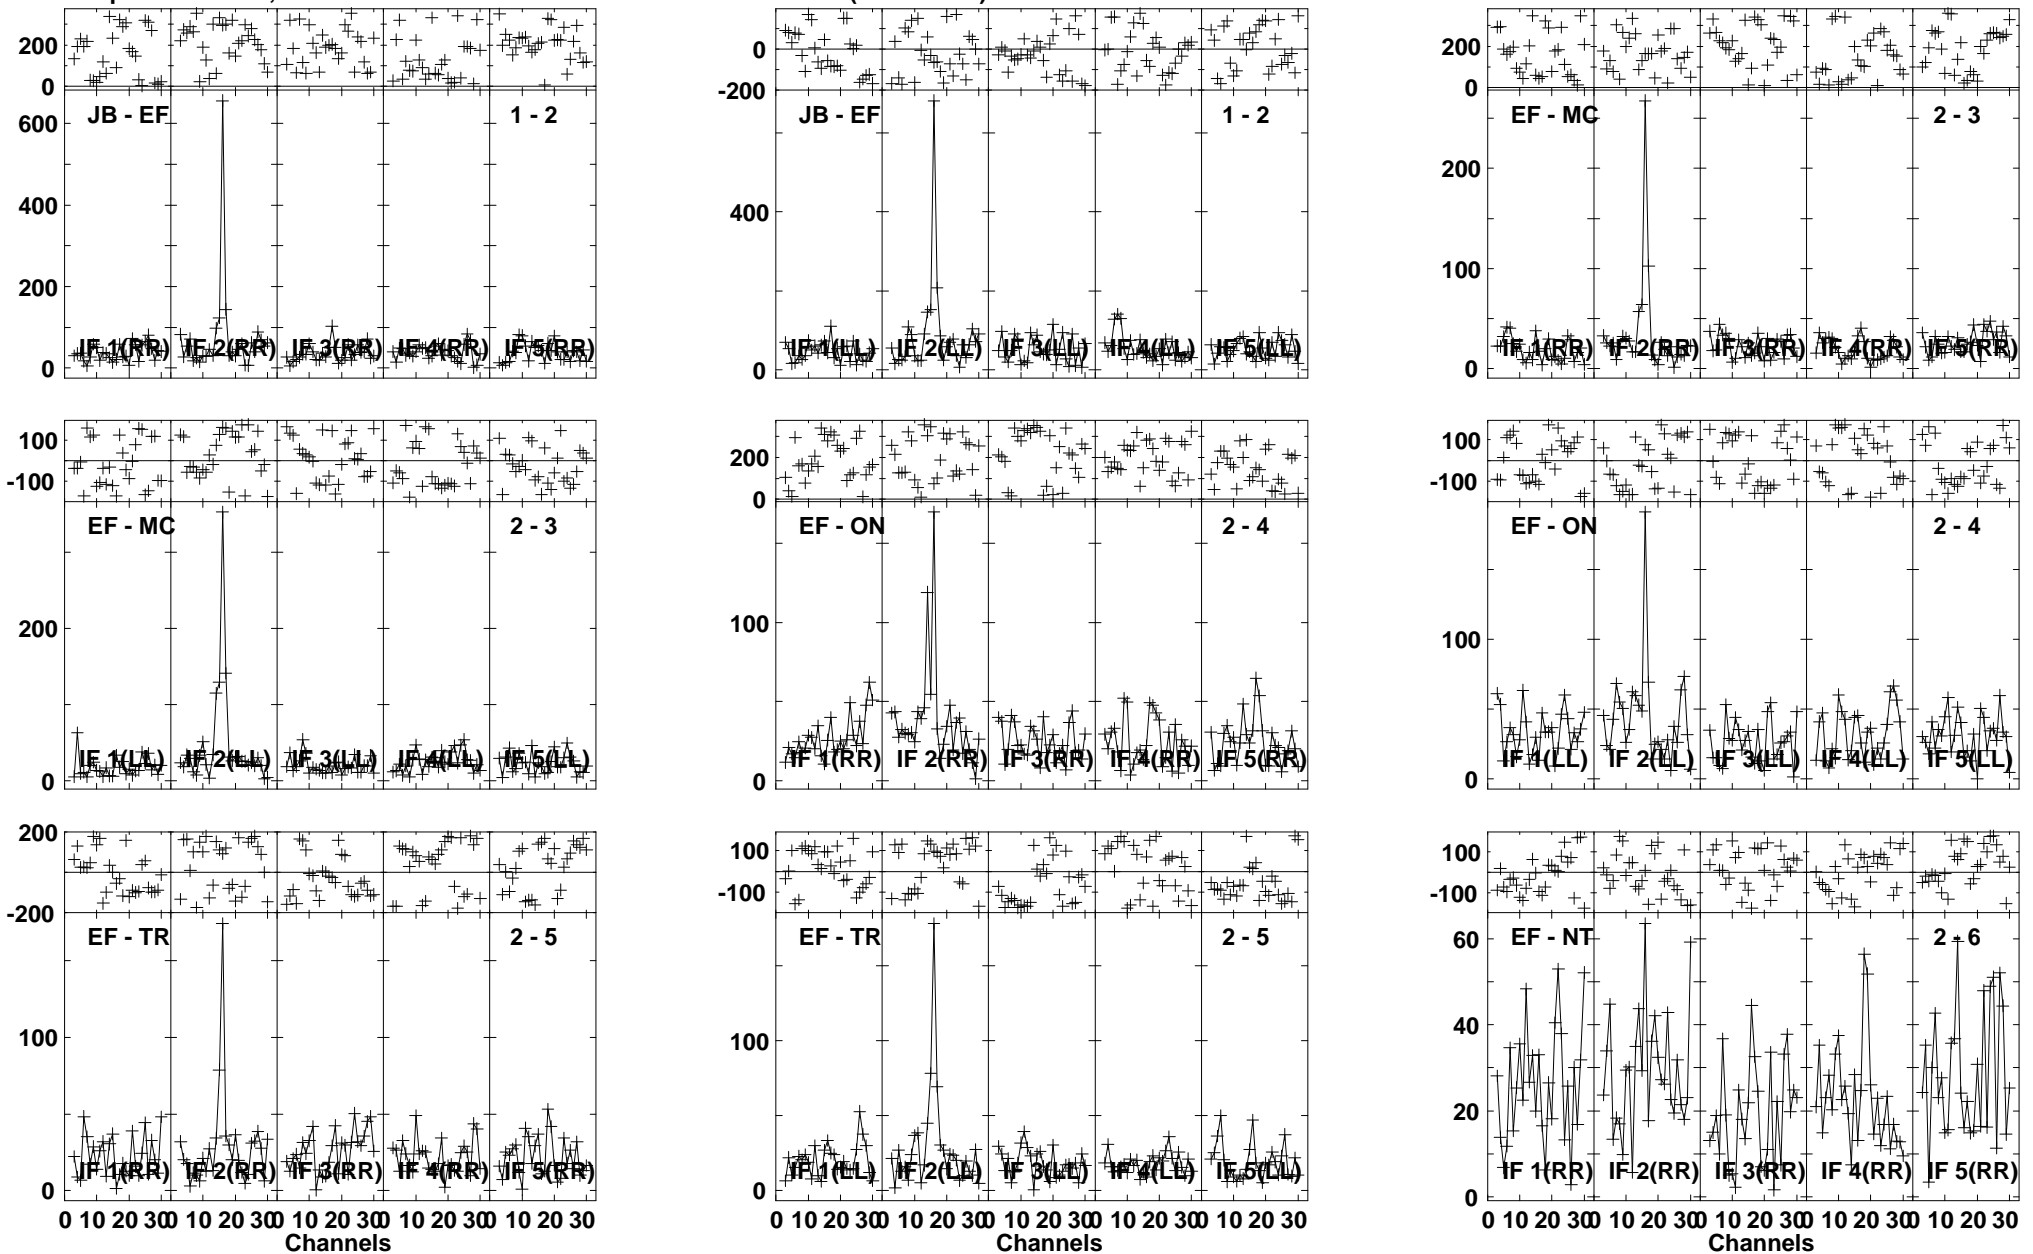 200
0
JB - EF 1 - 2
600
400
200
0
IF 1(RR) IF 2(RR) IF 3(RR) IF 4(RR) IF 5(RR)
0
-200
JB - EF 1 - 2
400
0
IF 1(LL) IF 2(LL) IF 3(LL) IF 4(LL) IF 5(LL)
200
0
EF - MC 2 - 3
200
100
0
IF 1(RR) IF 2(RR) IF 3(RR) IF 4(RR) IF 5(RR)
100
-100
EF - MC 2 - 3
200
0
IF 1(LL) IF 2(LL) IF 3(LL) IF 4(LL) IF 5(LL)
200
0
EF - ON 2 - 4
100
0
IF 1(RR) IF 2(RR) IF 3(RR) IF 4(RR) IF 5(RR)
100
-100
EF - ON 2 - 4
100
0
IF 1(LL) IF 2(LL) IF 3(LL) IF 4(LL) IF 5(LL)
200
-200
EF - TR 2 - 5
100
0
IF 1(RR) IF 2(RR) IF 3(RR) IF 4(RR) IF 5(RR)
0 10 20 30 0 10 20 30 0 10 20 30 0 10 20 30 0 10 20 30
Channels
100
-100
EF - TR 2 - 5
100
0
IF 1(LL) IF 2(LL) IF 3(LL) IF 4(LL) IF 5(LL)
0 10 20 30 0 10 20 30 0 10 20 30 0 10 20 30 0 10 20 30
Channels
100
-100
EF - NT 2 - 6
60
40
20
0
IF 1(RR) IF 2(RR) IF 3(RR) IF 4(RR) IF 5(RR)
0 10 20 30 0 10 20 30 0 10 20 30 0 10 20 30 0 10 20 30
Channels